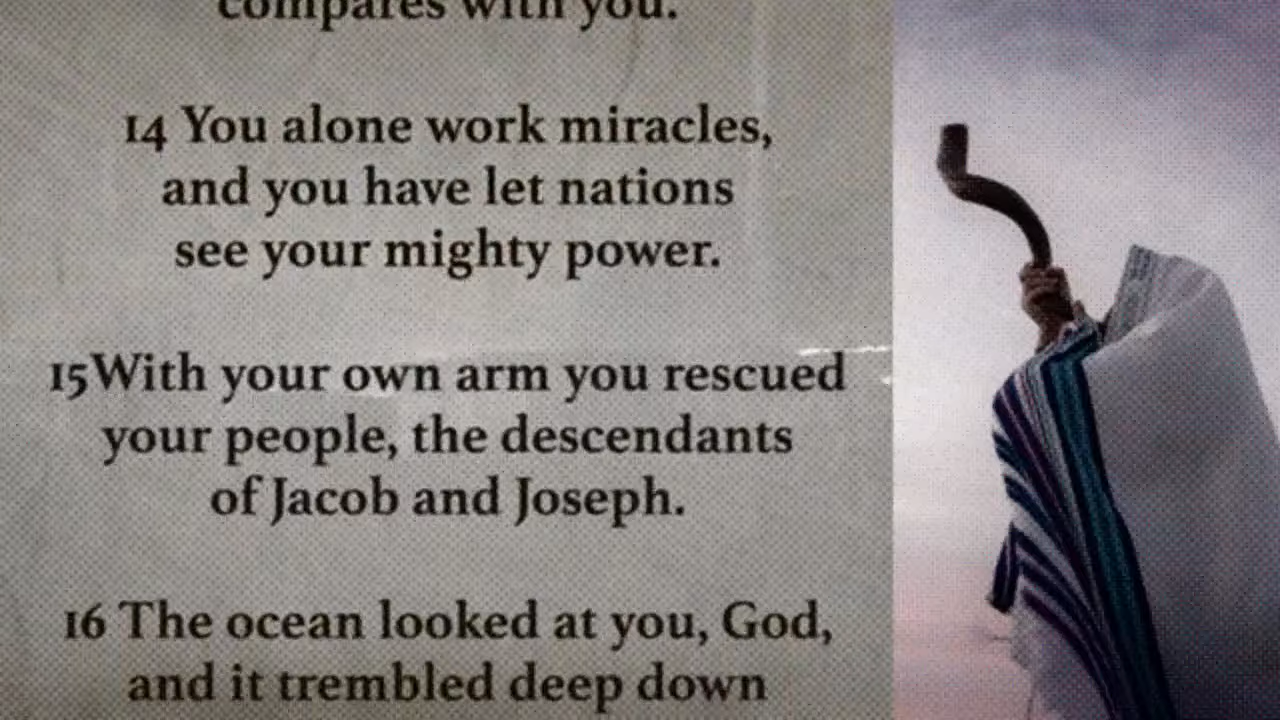 compares with you.
14 You alone work miracles,
and you have let nations
see your mighty power.
15With your own arm you rescued
your people, the descendants
of Jacob and Joseph.
16 The ocean looked at you, God,
and it trembled deep down